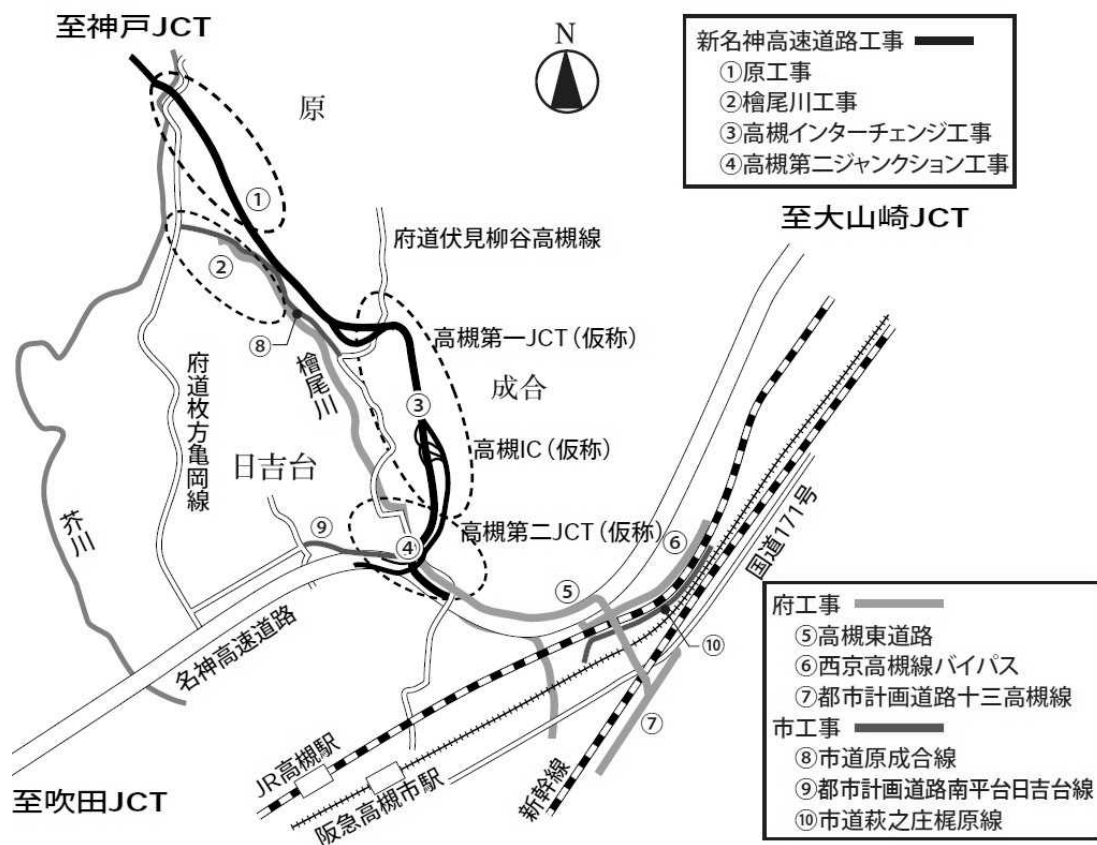 至神戸JCT
N
原
新名神高速道路工事
①原工事
②檜尾川工事
③高槻インターチェンジ工事
④高槻第二ジャンクション工事
①
至大山崎JCT
府道伏見柳谷高槻線
②
⑧
高槻第一JCT(仮称)
檜尾川
成合
③
府道枚方亀岡線
高槻IC(仮称)
日吉台
芥川
⑨
④
高槻第二JCT(仮称)
⑥
国道171号
⑤
名神高速道路
⑩
⑦
JR高槻駅
阪急高槻市駅
新幹線
至吹田JCT
府工事
⑤高槻東道路
⑥西京高槻線バイパス
⑦都市計画道路十三高槻線
市工事
⑧市道原成合線
⑨都市計画道路南平台日吉台線
⑩市道萩之庄梶原線